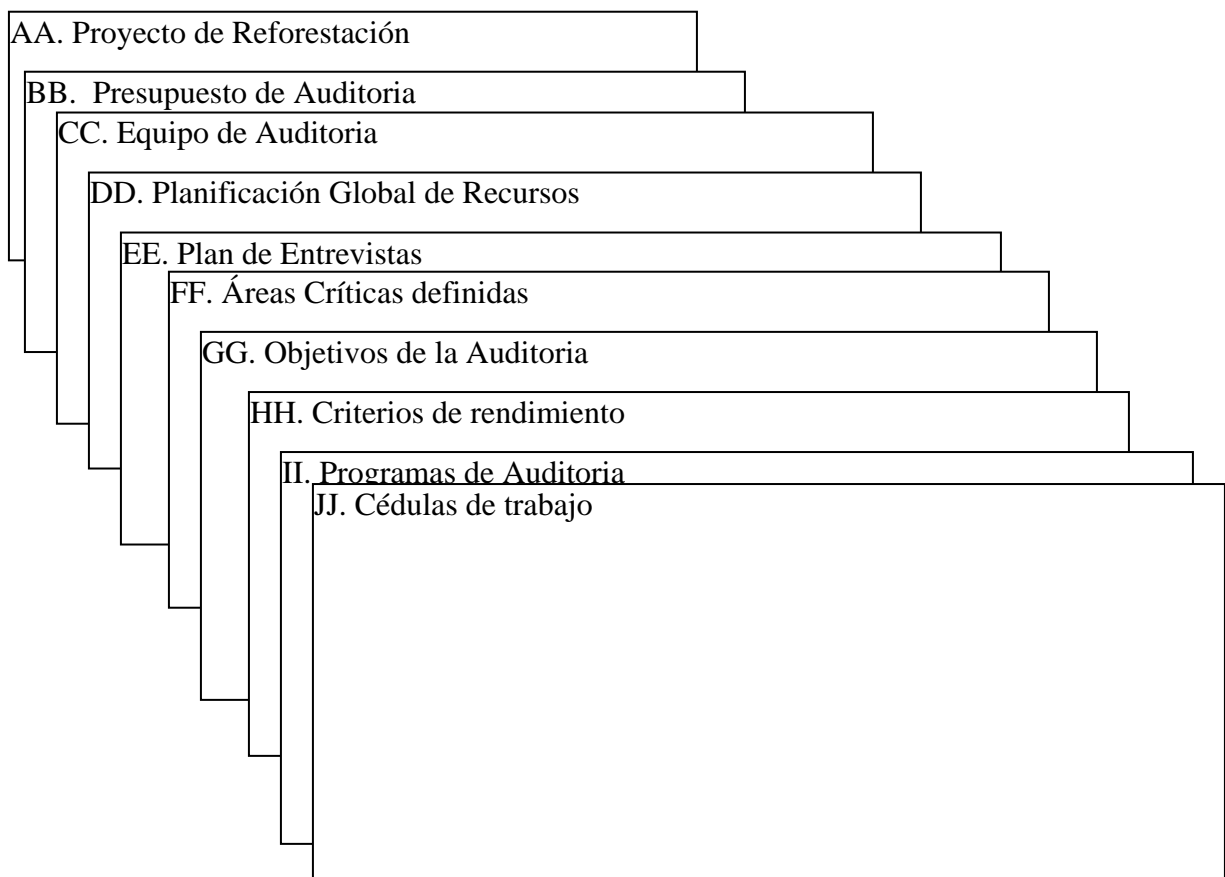 AA. Proyecto de Reforestación
BB.  Presupuesto de Auditoria
CC. Equipo de Auditoria
DD. Planificación Global de Recursos
EE. Plan de Entrevistas
FF. Áreas Críticas definidas
GG. Objetivos de la Auditoria
HH. Criterios de rendimiento
II. Programas de Auditoria
JJ. Cédulas de trabajo